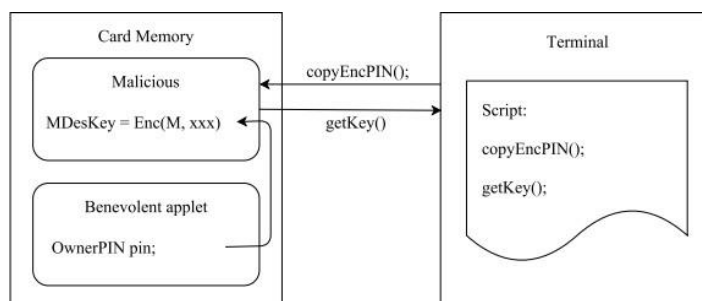 Card Memory
Malicious
MDesKey = Enc(M, xxx)
Benevolent applet
OwnerPIN pin;
copyEncPIN();
getKey()
Terminal
Script:
copyEncPIN();
getKey();